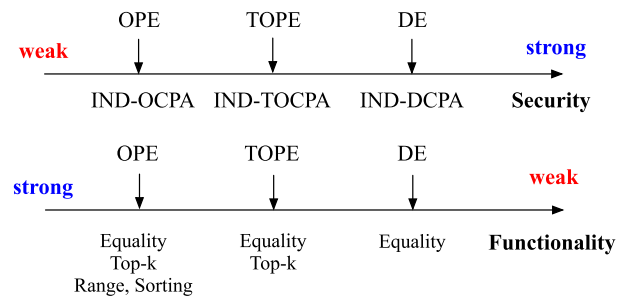 OPE TOPE DE
weak strong
IND-OCPA IND-TOCPA IND-DCPA Security
OPE TOPE DE
strong weak
Equality Equality Equality Functionality
Top-k Top-k
Range, Sorting